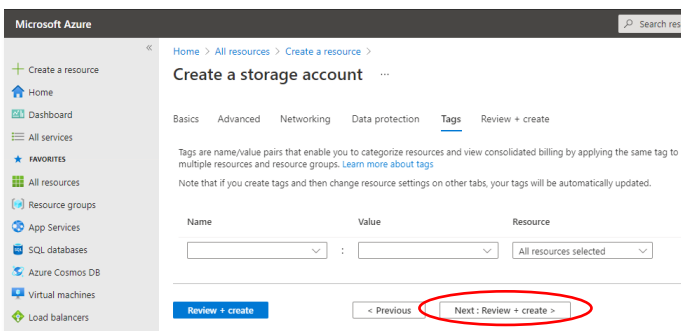 Microsoft Azure
Search res
«
Home > All resources > Create a resource >
Create a storage account ...
Basics Advanced Networking Data protection Tags Review + create
Tags are name/value pairs that enable you to categorize resources and view consolidated billing by applying the same tag to
multiple resources and resource groups. Learn more about tags
Note that if you create tags and then change resource settings on other tabs, your tags will be automatically updated.
Name Value Resource
: All resources selected
Review + create < Previous Next : Review + create >
+ Create a resource
Home
Dashboard
All services
FAVORITES
All resources
Resource groups
App Services
SQL databases
Azure Cosmos DB
Virtual machines
Load balancers